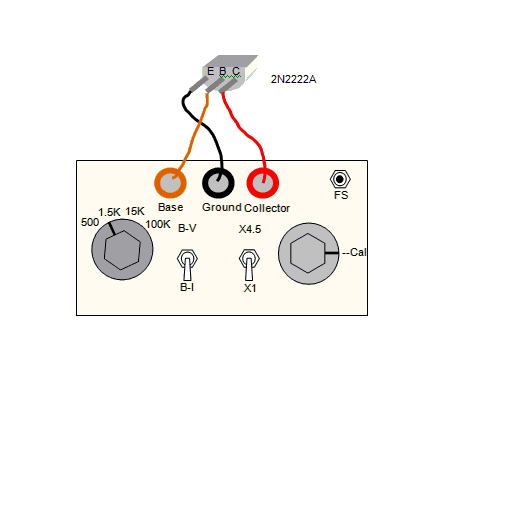 E B C
2N2222A
FS
Base Ground Collector
500 1.5K 15K 100K
B-V X4.5
--Cal
B-I X1